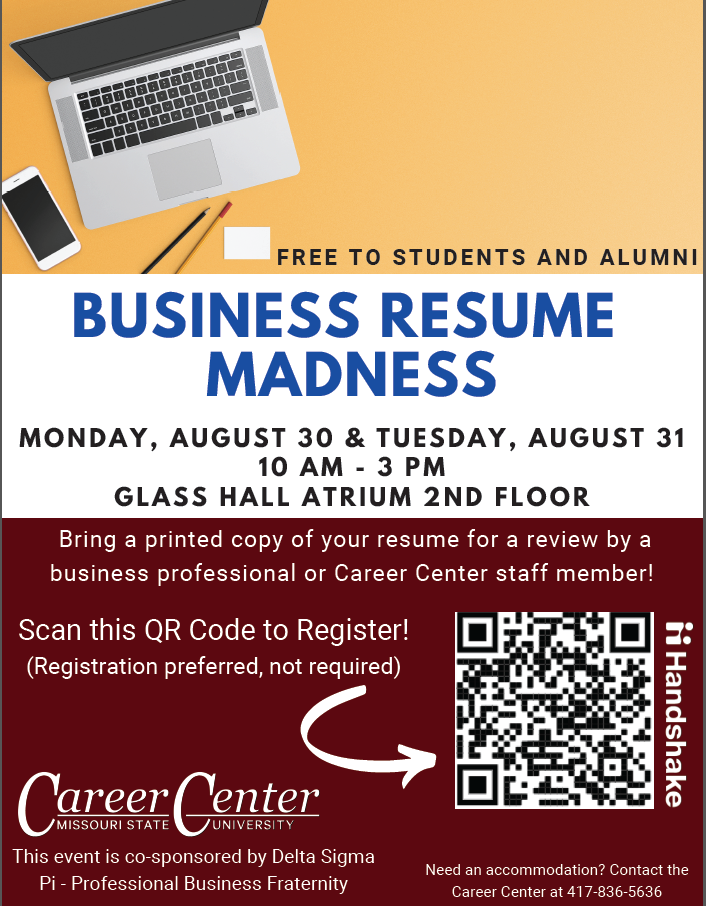 FREE TO STUDENTS AND ALUMNI
BUSINESS RESUME
MADNESS
MONDAY, AUGUST 30 & TUESDAY, AUGUST 31
10 AM - 3 PM
GLASS HALL ATRIUM 2ND FLOOR
Bring a printed copy of your resume for a review by a
business professional or Career Center staff member!
Scan this QR Code to Register!
(Registration preferred, not required)
Handshake
Career Center
MISSOURI STATE UNIVERSITY
This event is co-sponsored by Delta Sigma
Pi - Professional Business Fraternity
Need an accommodation? Contact the
Career Center at 417-836-5636